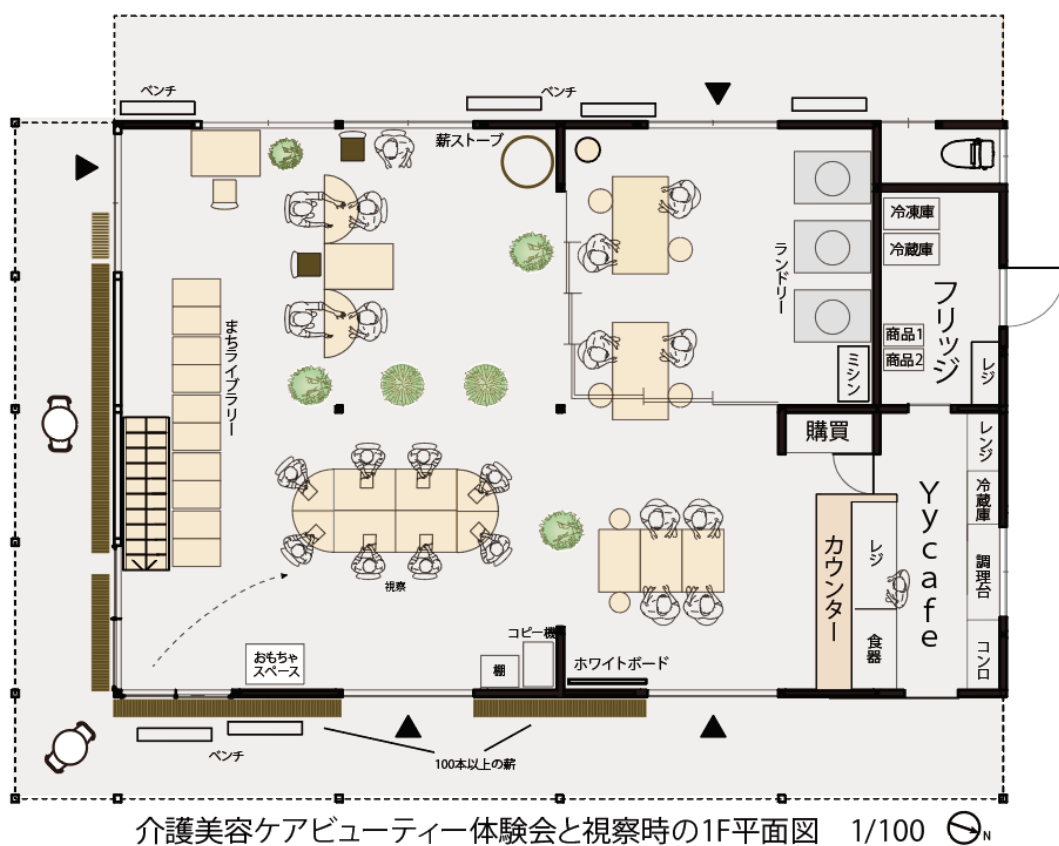 ベンチ
ベンチ
薪ストーブ
ランドリー
ミシン
冷凍庫
冷蔵庫
フリッジ
商品1
商品2
レジ
まちライブラリー
購買
レンジ
冷蔵庫
調理台
コンロ
Yycafe
カウンター
レジ
食器
視察
おもちゃ
スペース
コピー機
棚
ホワイトボード
ベンチ
100本以上の薪
介護美容ケアビューティー体験会と視察時の1F平面図 1/100 N